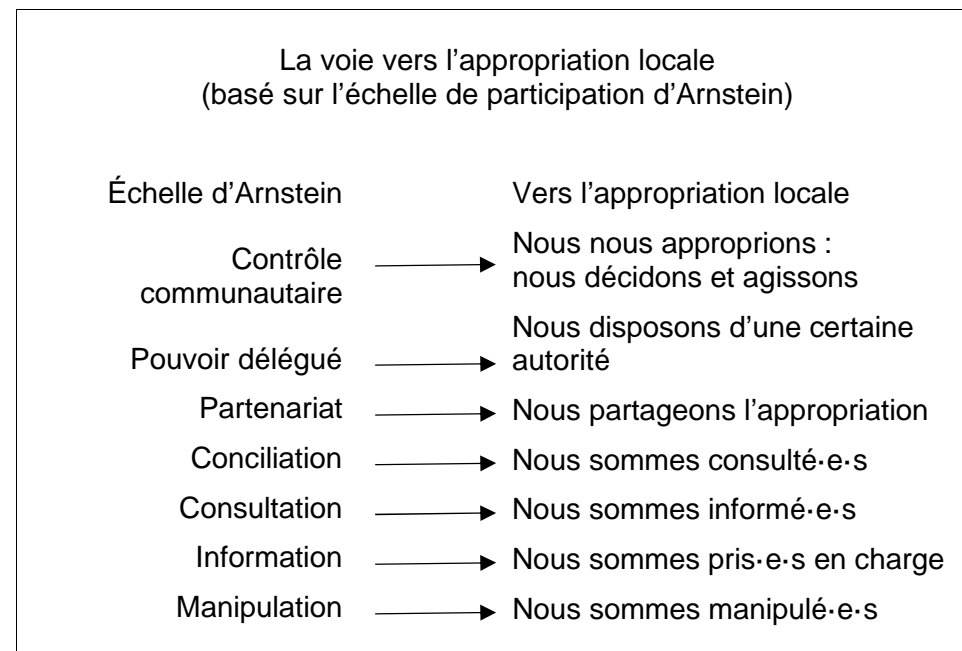 La voie vers l’appropriation locale
(basé sur l’échelle de participation d’Arnstein)
Échelle d’Arnstein
Vers l’appropriation locale
Contrôle
communautaire
Nous nous approprions :
nous décidons et agissons
Pouvoir délégué
Nous disposons d’une certaine
autorité
Partenariat
Nous partageons l’appropriation
Conciliation
Nous sommes consulté·e·s
Consultation
Nous sommes informé·e·s
Information
Nous sommes pris·e·s en charge
Manipulation
Nous sommes manipulé·e·s